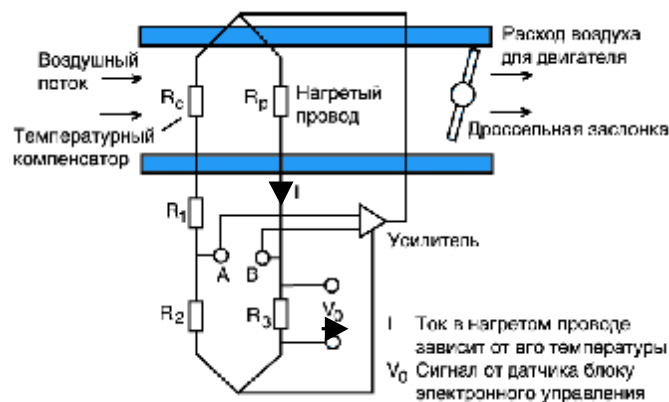 Воздушный
поток
Расход воздуха
для двигателя
Rc
Rp
Нагретый
провод
Температурный
компенсатор
Дроссельная заслонка
I
R1
Усилитель
A
B
R2
R3
V0
I Ток в нагретом проводе
зависит от его температуры
V0 Сигнал от датчика блоку
электронного управления